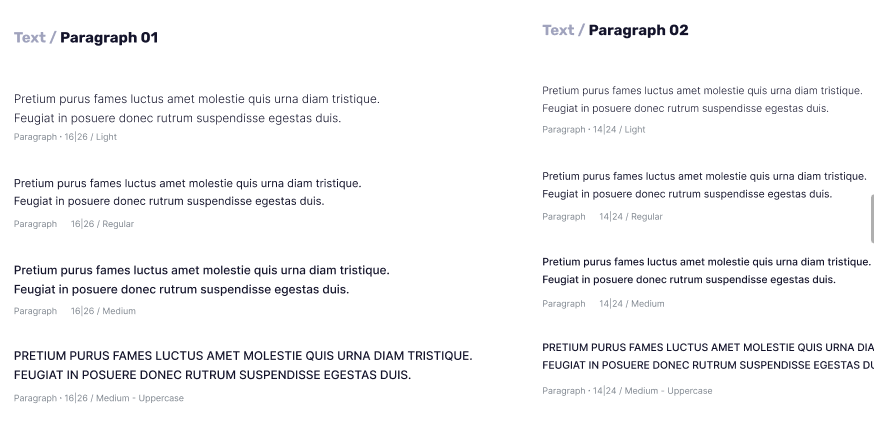 Text / Paragraph 01
Pretium purus fames luctus amet molestie quis urna diam tristique.
Feugiat in posuere donec rutrum suspendisse egestas duis.
Paragraph · 16|26 / Light
Pretium purus fames luctus amet molestie quis urna diam tristique.
Feugiat in posuere donec rutrum suspendisse egestas duis.
Paragraph 16|26 / Regular
Pretium purus fames luctus amet molestie quis urna diam tristique.
Feugiat in posuere donec rutrum suspendisse egestas duis.
Paragraph 16|26 / Medium
PRETIUM PURUS FAMES LUCTUS AMET MOLESTIE QUIS URNA DIAM TRISTIQUE.
FEUGIAT IN POSUERE DONEC RUTRUM SUSPENDISSE EGESTAS DUIS.
Paragraph · 16|26 / Medium - Uppercase
Text / Paragraph 02
Pretium purus fames luctus amet molestie quis urna diam tristique.
Feugiat in posuere donec rutrum suspendisse egestas duis.
Paragraph · 14|24 / Light
Pretium purus fames luctus amet molestie quis urna diam tristique.
Feugiat in posuere donec rutrum suspendisse egestas duis.
Paragraph 14|24 / Regular
Pretium purus fames luctus amet molestie quis urna diam tristique.
Feugiat in posuere donec rutrum suspendisse egestas duis.
Paragraph 14|24 / Medium
PRETIUM PURUS FAMES LUCTUS AMET MOLESTIE QUIS URNA DIA
FEUGIAT IN POSUERE DONEC RUTRUM SUSPENDISSE EGESTAS DU
Paragraph · 14|24 / Medium - Uppercase